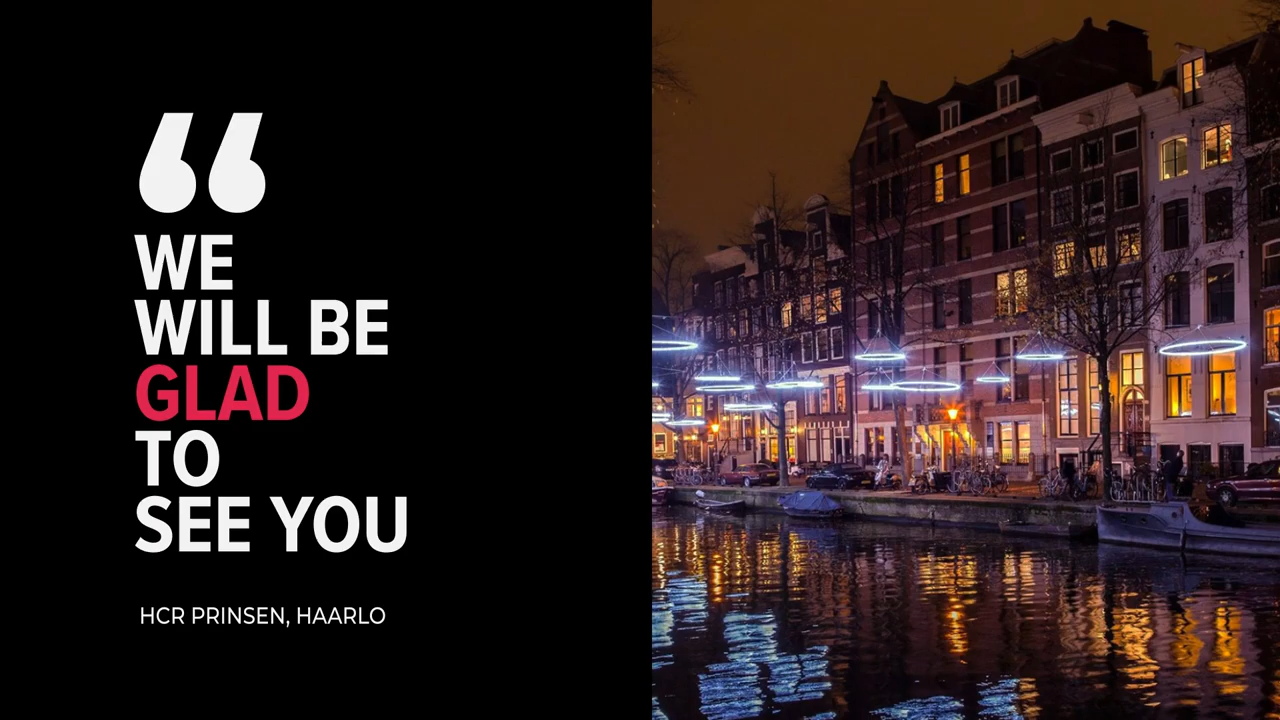 “
WE
WILL BE
GLAD
TO
SEE YOU
HCR PRINSEN, HAARLO